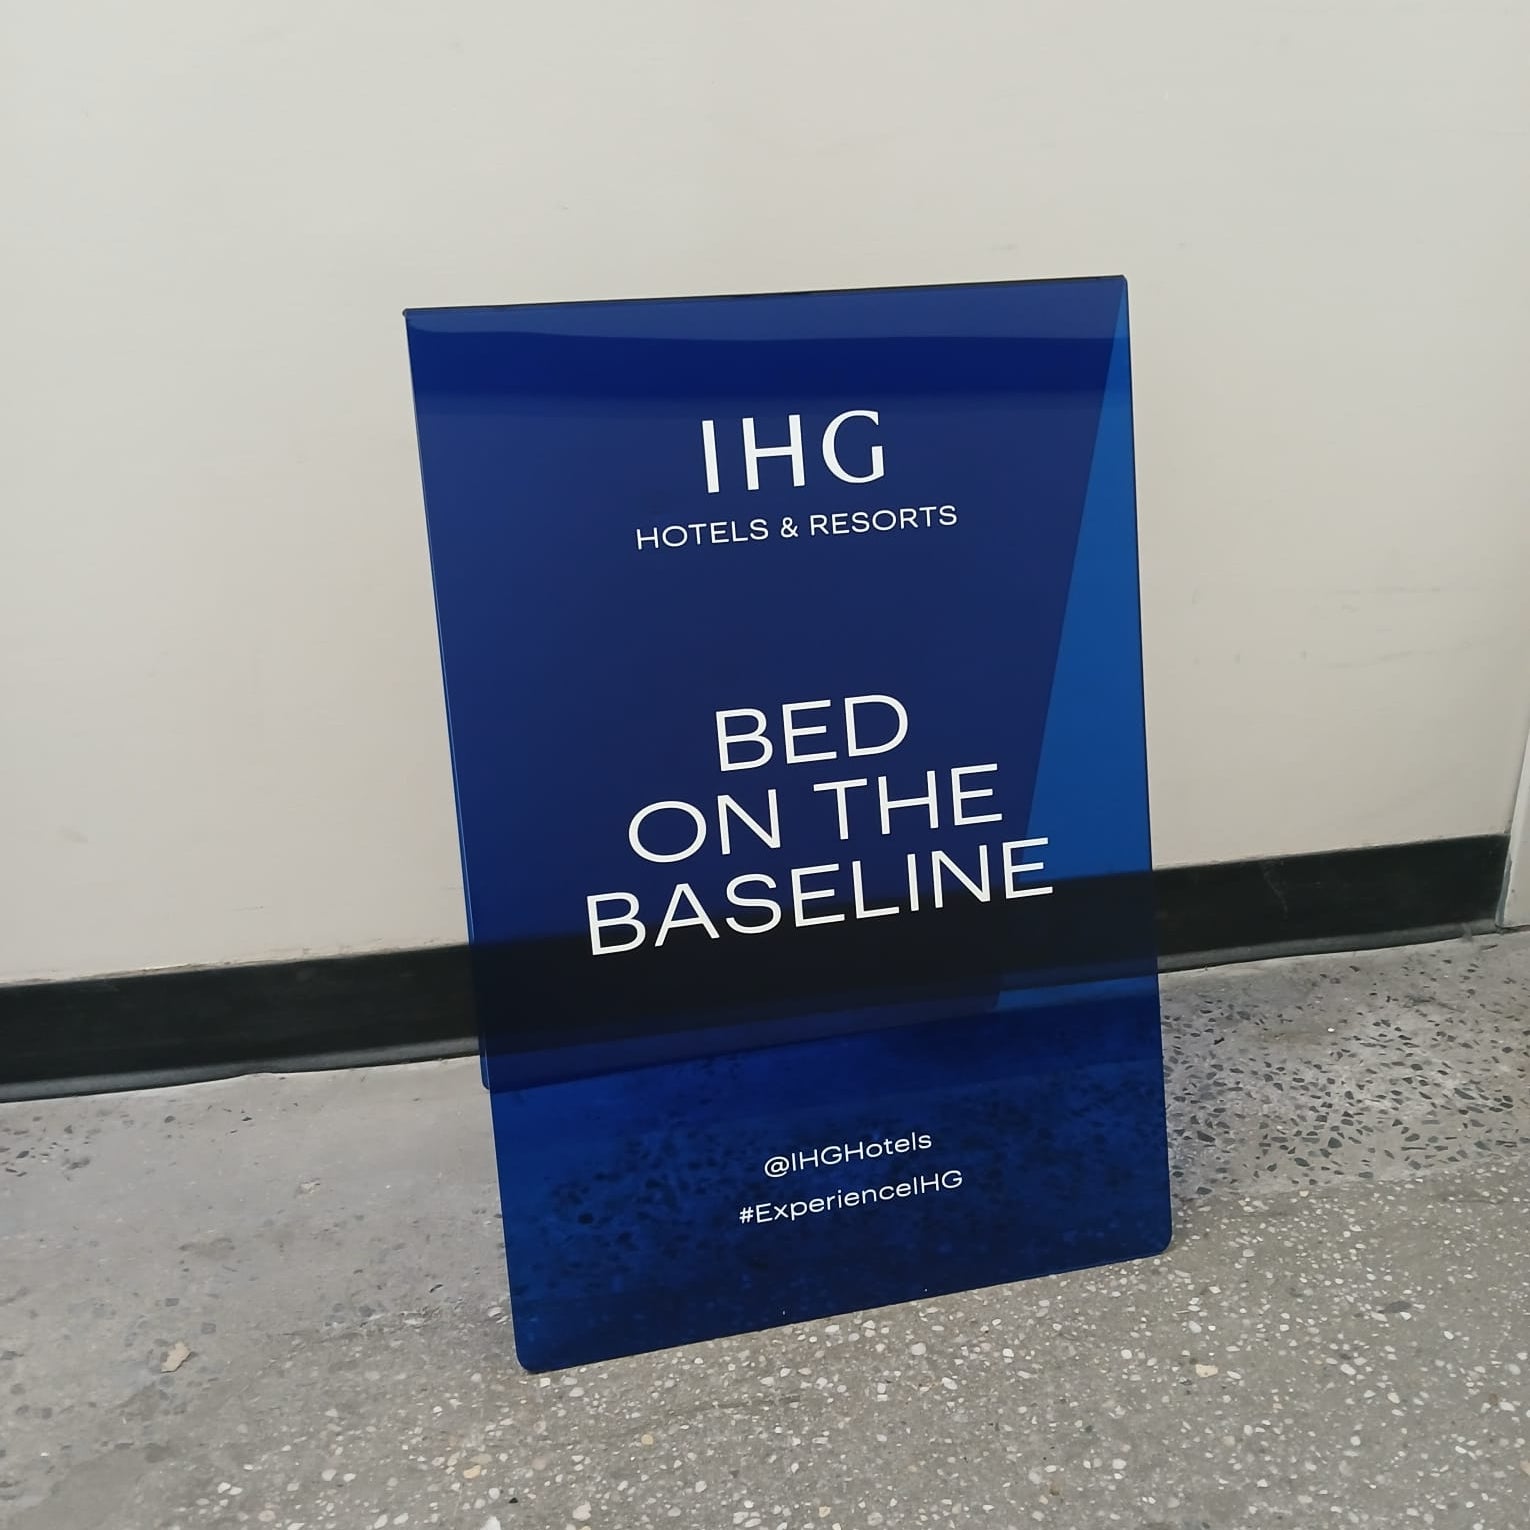 IHG
HOTELS & RESORTS
BED
ON THE
BASELINE
@IHGHotels
#ExperienceIHG